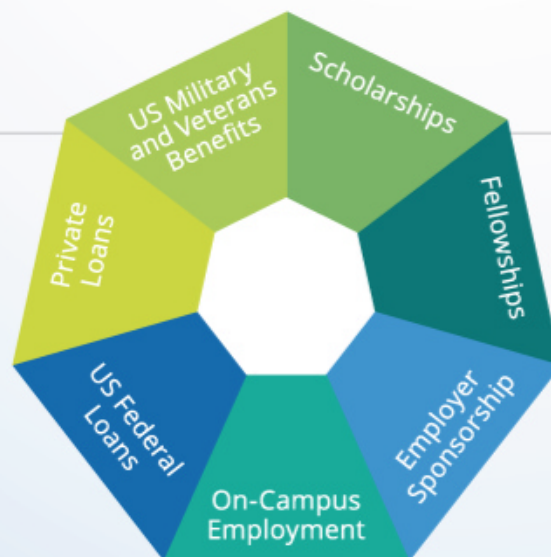 Scholarships
Fellowships
Employer
Sponsorship
On-Campus
Employment
US Federal
Loans
Private
Loans
US Military
and Veterans
Benefits